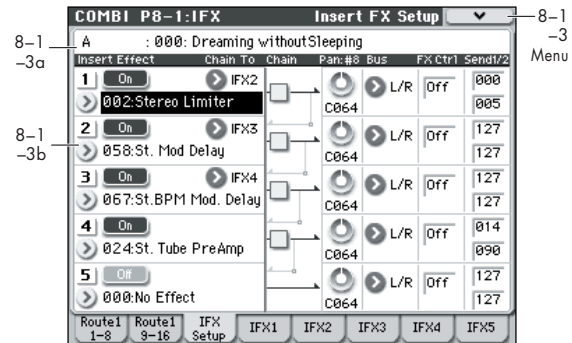 COMBI P8-1:IFX Insert FX Setup
8-1
-3
Menu
8-1
-3a
A : 000: Dreaming withoutSleeping
Insert Effect Chain To Chain Pan:#8 Bus FX Ctrl Send1/2
1 On IFX2 L/R Off 000
002:Stereo Limiter C064 005
8-1
-3b
2 On IFX3 L/R Off 127
058:St. Mod Delay C064 127
3 On IFX4 L/R Off 127
067:St.BPM Mod. Delay C064 127
4 On L/R Off 014
024:St. Tube PreAmp C064 090
5 Off L/R Off 127
000:No Effect C064 127
Route1 1-8 Route1 9-16 IFX Setup IFX1 IFX2 IFX3 IFX4 IFX5